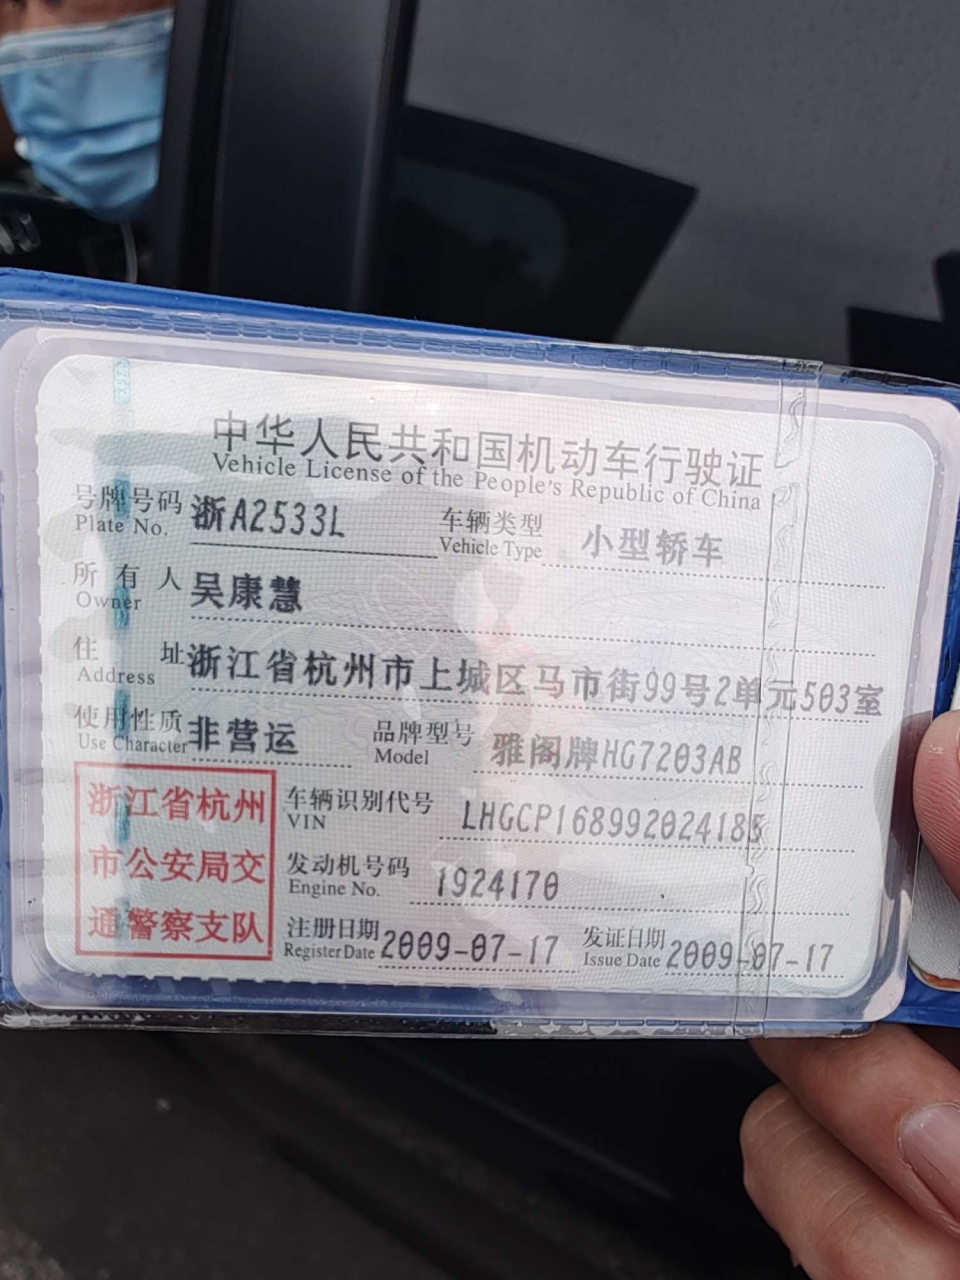 中华人民共和国机动车行驶证
Vehicle License of the People's Republic of China
号牌号码 浙A2533L 车辆类型 小型轿车
Plate No. Vehicle Type
所有人 吴康慧
Owner
住址 浙江省杭州市上城区马市街99号2单元503室
Address
使用性质 非营运 品牌型号 雅阁牌HG7203AB
Use Character Model
浙江省杭州
市公安局交
通警察支队
车辆识别代号 LHGCP168992024185
VIN
发动机号码 1924170
Engine No.
注册日期 2009-07-17 发证日期 2009-07-17
Register Date Issue Date